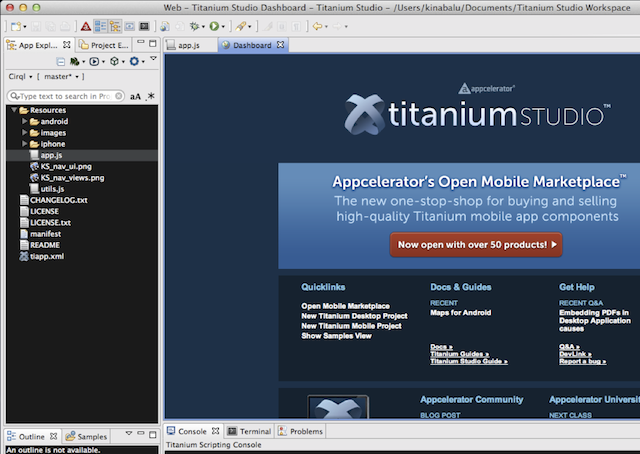 Web - Titanium Studio Dashboard - Titanium Studio - /Users/kinabalu/Documents/Titanium Studio Workspace
App Expl...
Project E...
app.js
Dashboard
Cirql
[ master* ]
Type text to search in Pro
aA
.*
Resources
android
images
iphone
app.js
KS_nav_ui.png
KS_nav_views.png
utils.js
CHANGELOG.txt
LICENSE
LICENSE.txt
manifest
README
tiapp.xml
appcelerator
titanium STUDIO™
Appcelerator's Open Mobile Marketplace™
The new one-stop-shop for buying and selling
high-quality Titanium mobile app components
Now open with over 50 products!
Quicklinks
Open Mobile Marketplace
New Titanium Desktop Project
New Titanium Mobile Project
Show Samples View
Docs & Guides
RECENT
Maps for Android
Docs »
Titanium Guides »
Titanium Studio Guide »
Get Help
RECENT Q&A
Embedding PDFs in
Desktop Application
causes
Q&A »
DevLink »
Report a bug »
Appcelerator Community
BLOG POST
Appcelerator Universi
NEXT CLASS
Outline
Samples
An outline is not available.
Console
Terminal
Problems
Titanium Scripting Console